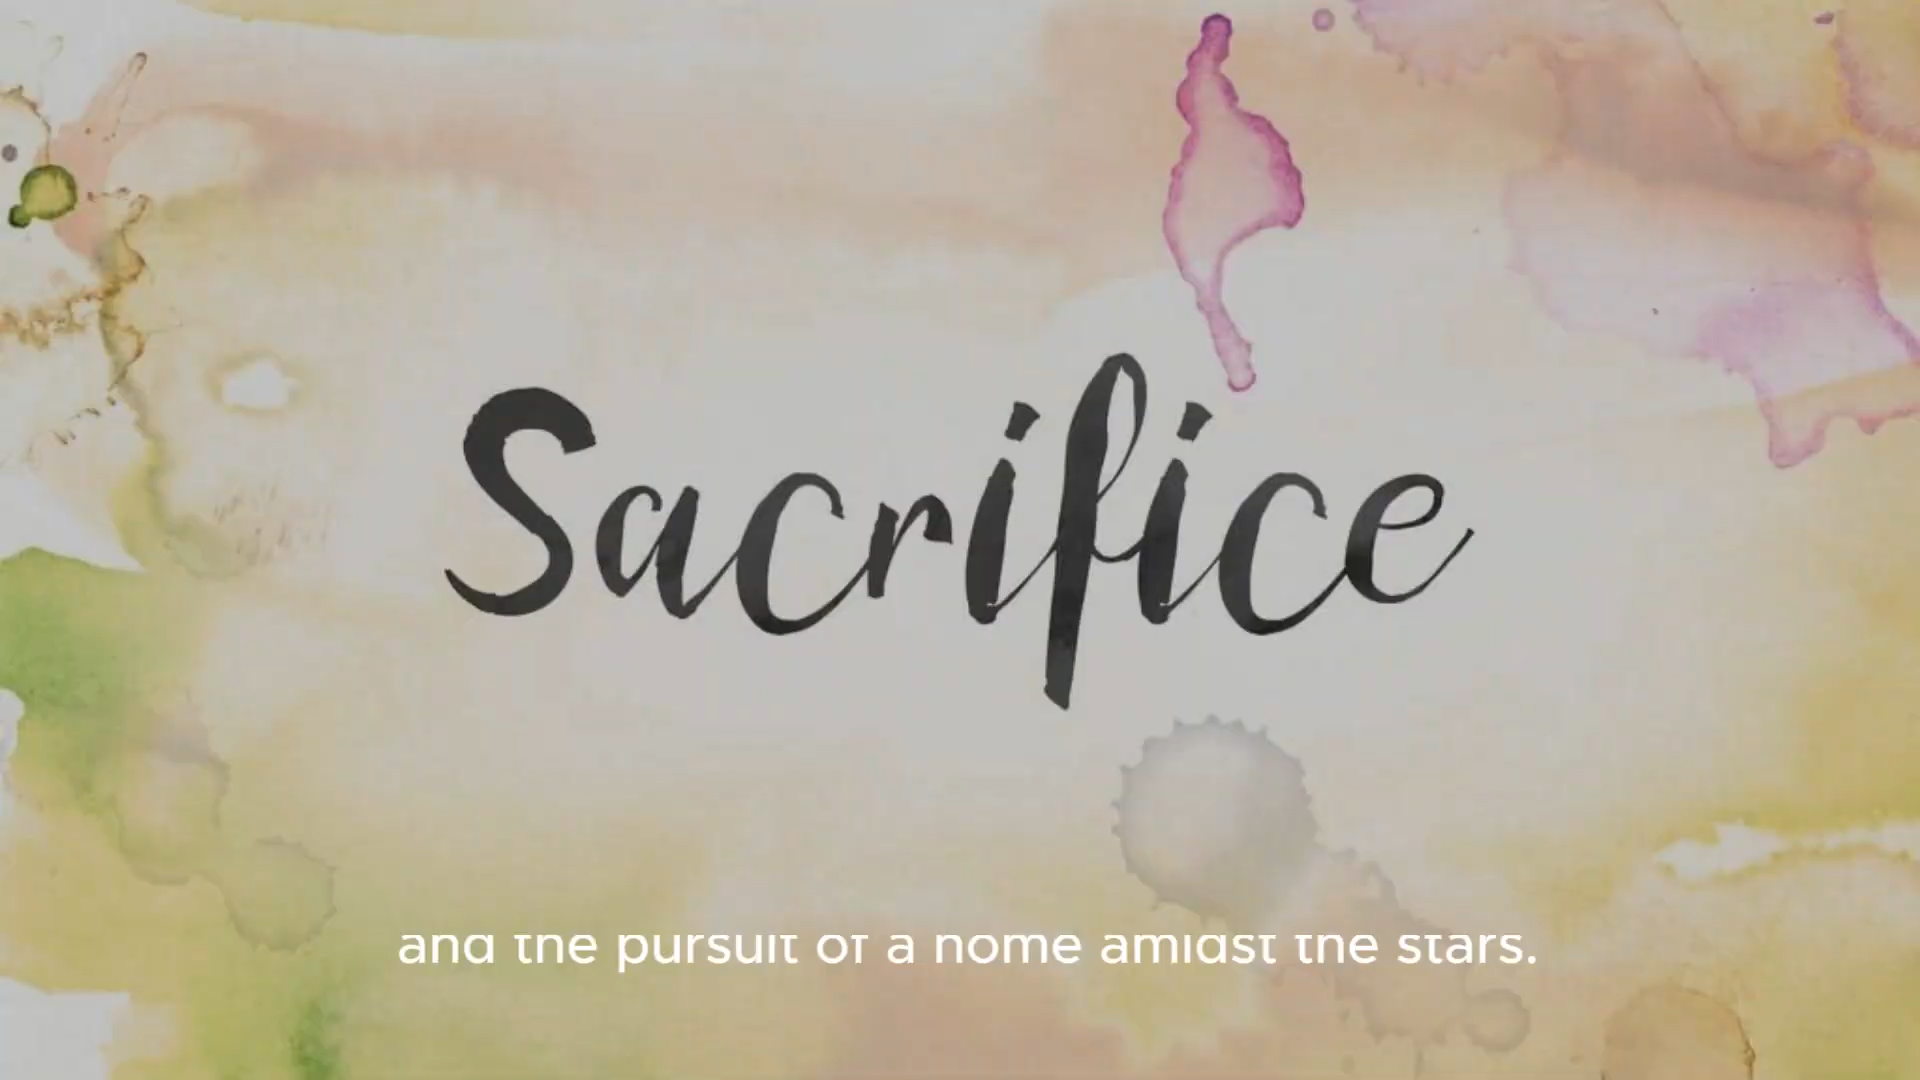 Sacrifice
and the pursuit of a home amidst the stars.